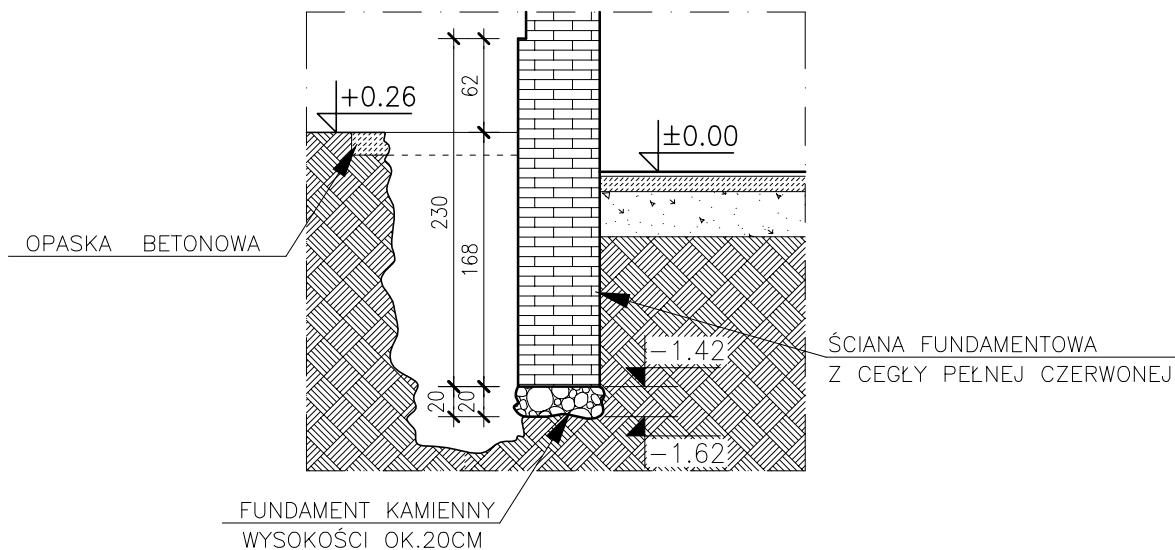 62
+0.26
±0.00
230
168
OPASKA BETONOWA
ŚCIANA FUNDAMENTOWA
Z CEGŁY PEŁNEJ CZERWONEJ
-1.42
20
20
-1.62
FUNDAMENT KAMIENNY
WYSOKOŚCI OK.20CM